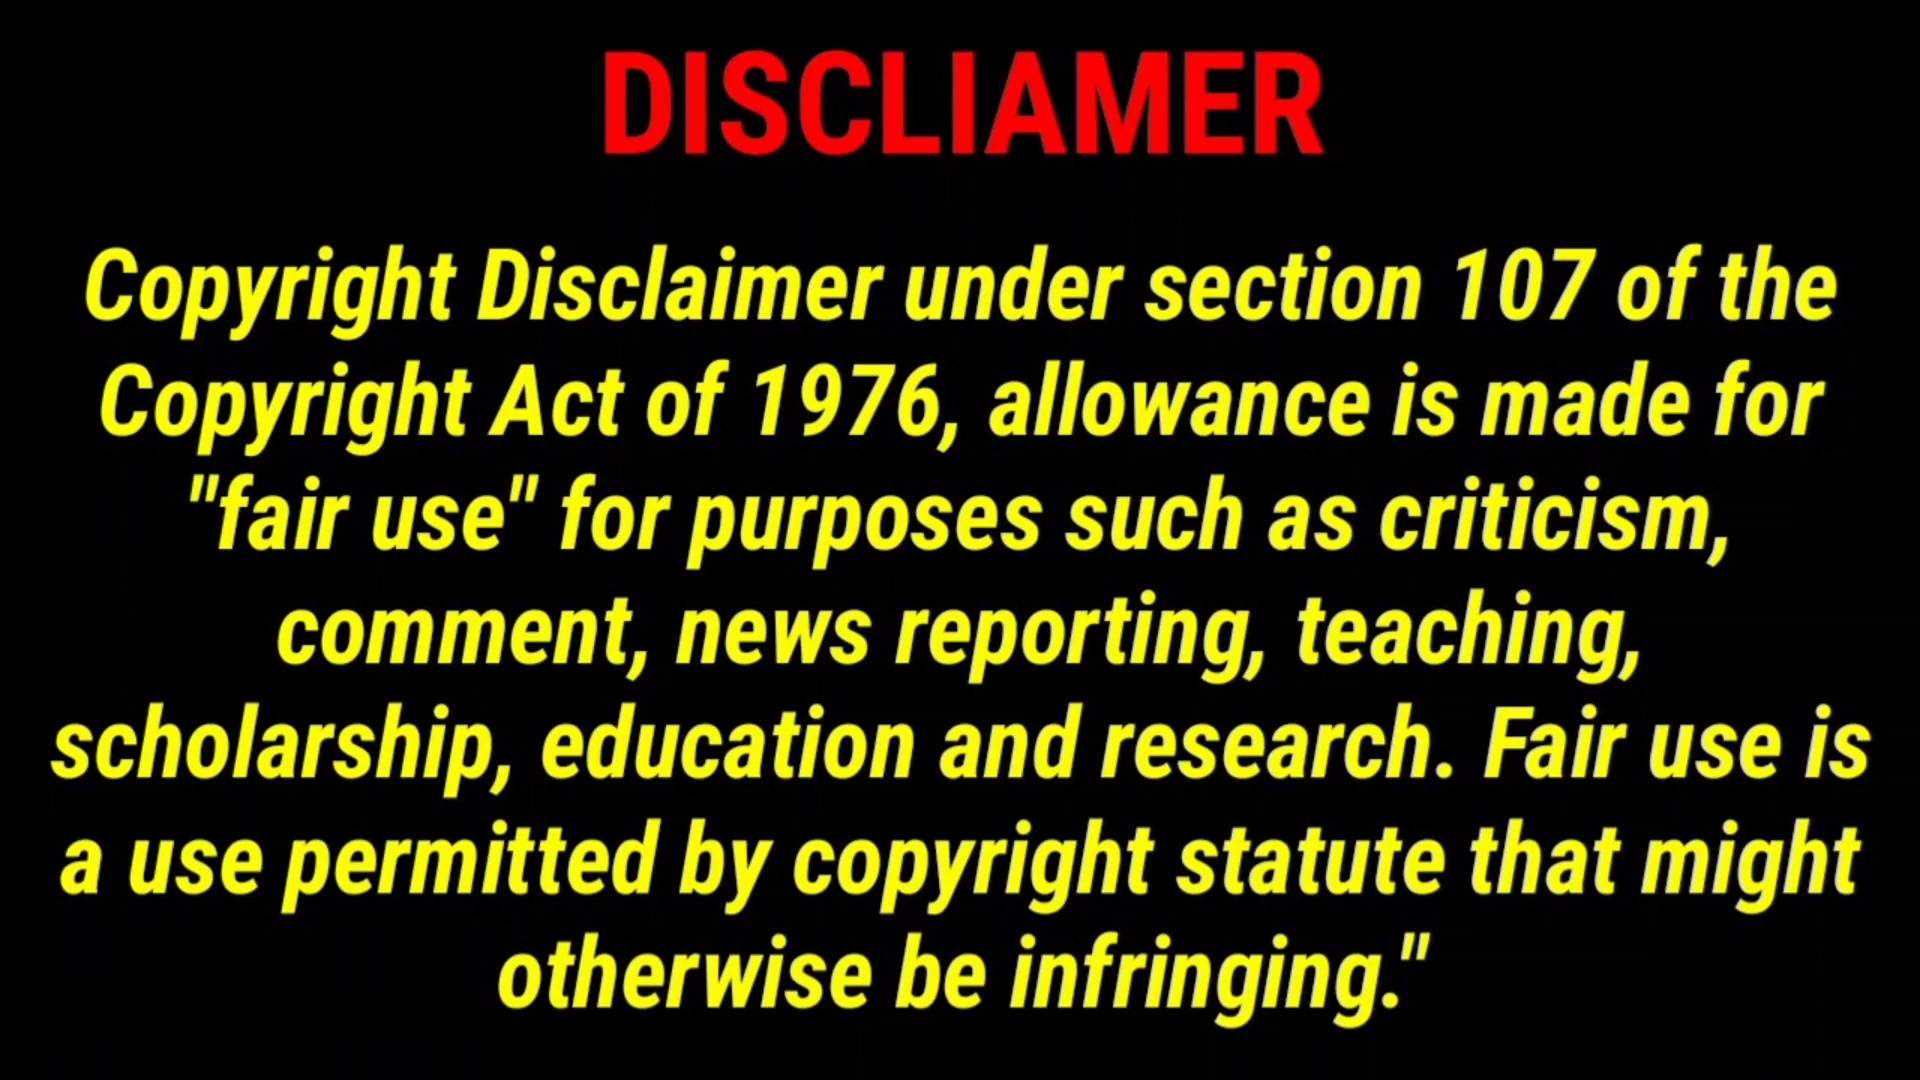 DISCLIAMER
Copyright Disclaimer under section 107 of the
Copyright Act of 1976, allowance is made for
"fair use" for purposes such as criticism,
comment, news reporting, teaching,
scholarship, education and research. Fair use is
a use permitted by copyright statute that might
otherwise be infringing."